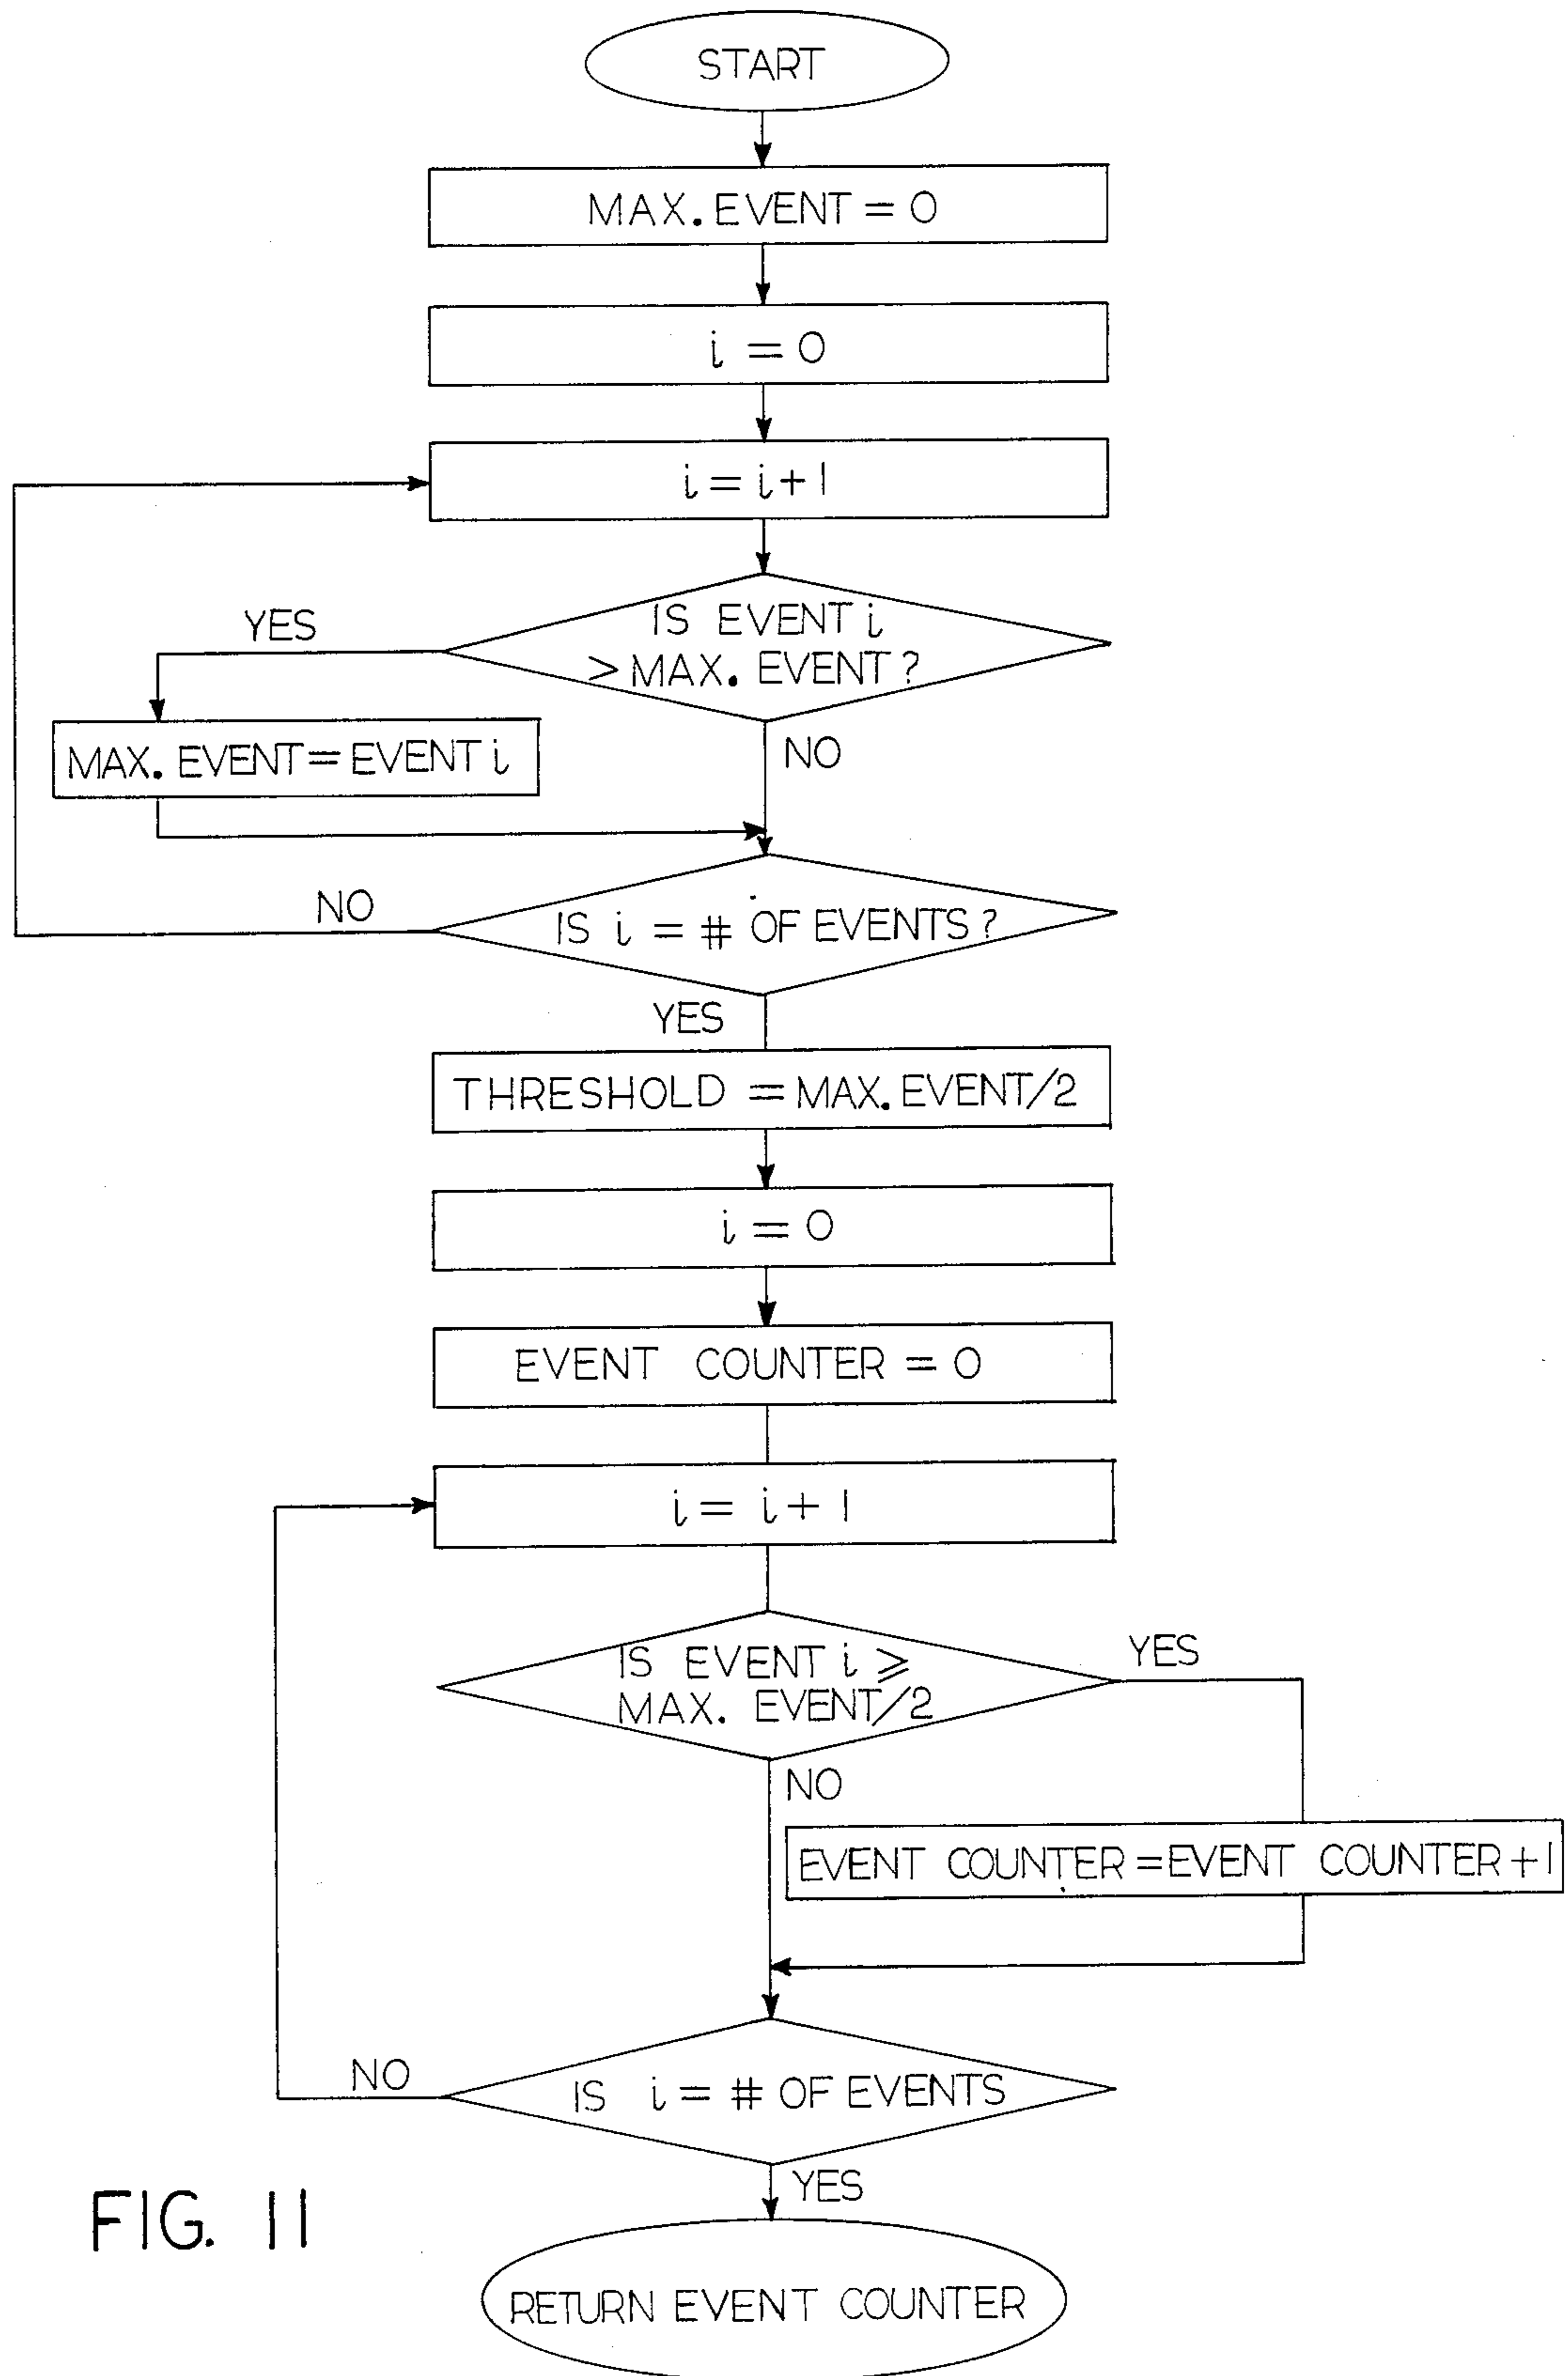 START
MAX. EVENT = 0
i = 0
i = i+1
IS EVENT i
> MAX. EVENT?
YES
MAX. EVENT = EVENT i
NO
IS i = # OF EVENTS?
NO
YES
THRESHOLD = MAX. EVENT/2
i = 0
EVENT COUNTER = 0
i = i + 1
IS EVENT i ⩾
MAX. EVENT/2
YES
NO
EVENT COUNTER = EVENT COUNTER + 1
IS i = # OF EVENTS
NO
YES
RETURN EVENT COUNTER
FIG. 11